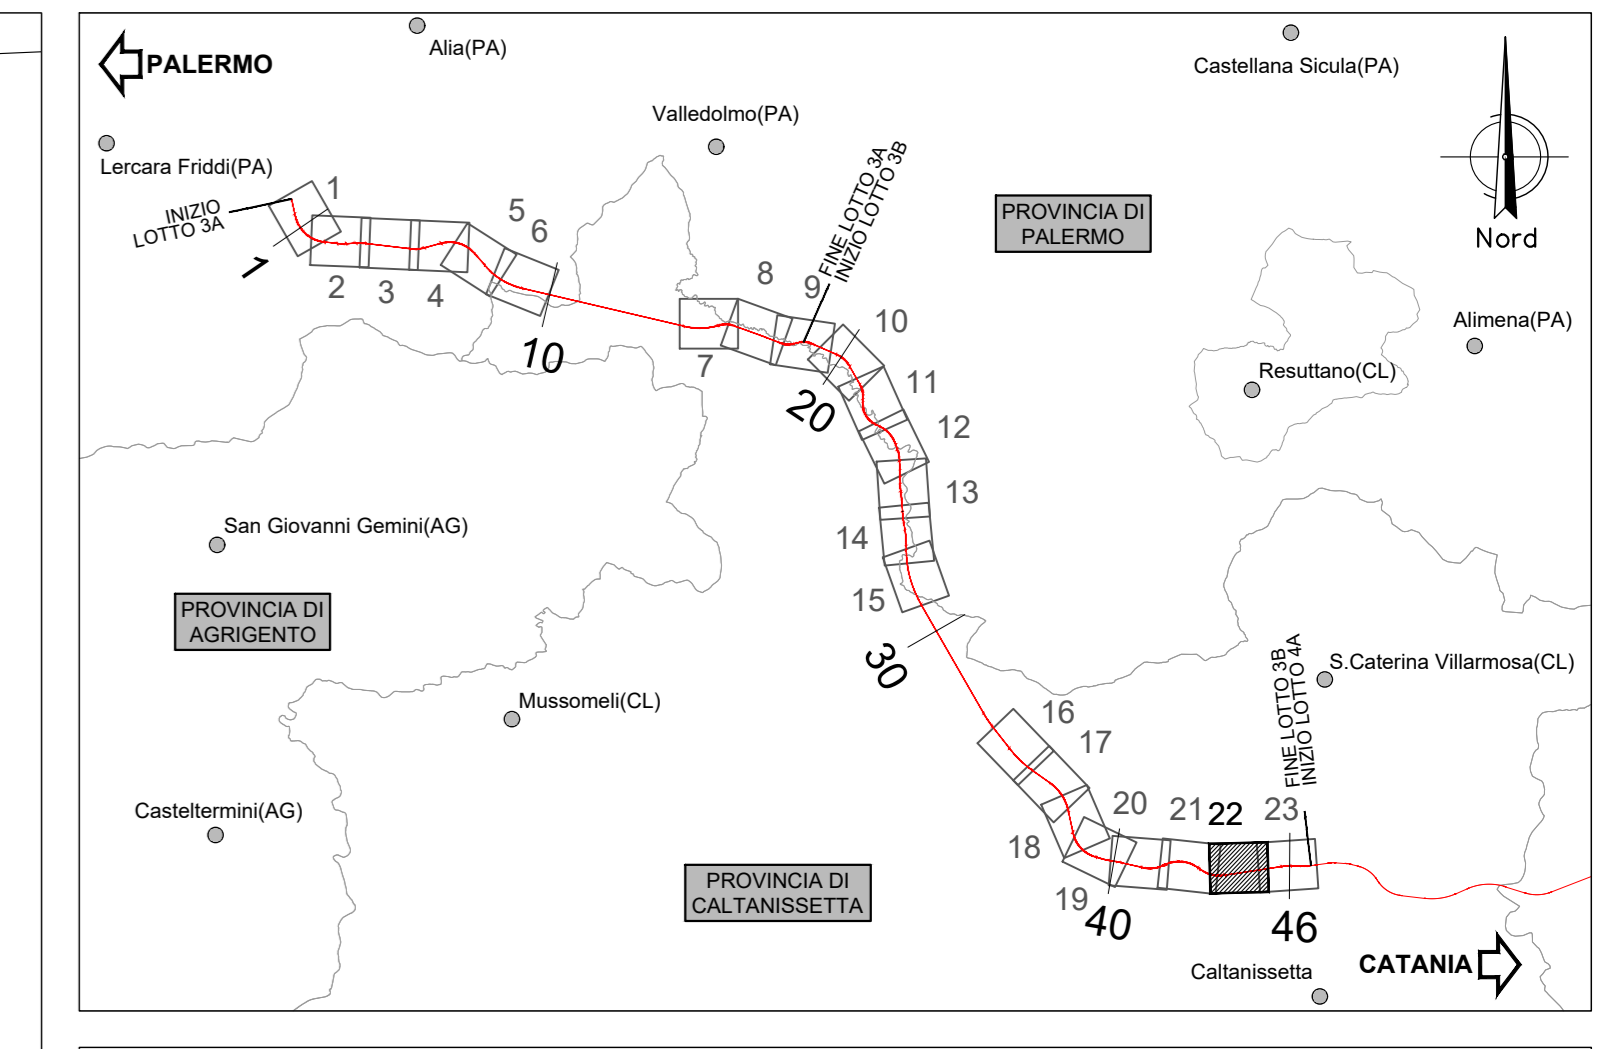 Alia(PA)
Castellana Sicula(PA)
PALERMO
Valledolmo(PA)
Lercara Friddi(PA)
Nord
INIZIO
LOTTO 3A
FINE LOTTO 3A
INIZIO LOTTO 3B
PROVINCIA DI
PALERMO
1
1
2
3
4
5
6
10
7
8
9
10
20
11
12
13
14
15
30
Alimena(PA)
Resuttano(CL)
San Giovanni Gemini(AG)
PROVINCIA DI
AGRIGENTO
Mussomeli(CL)
S.Caterina Villarmosa(CL)
FINE LOTTO 3B
INIZIO LOTTO 4A
16
17
18
19
20
21
22
23
40
46
Casteltermini(AG)
PROVINCIA DI
CALTANISSETTA
Caltanissetta
CATANIA